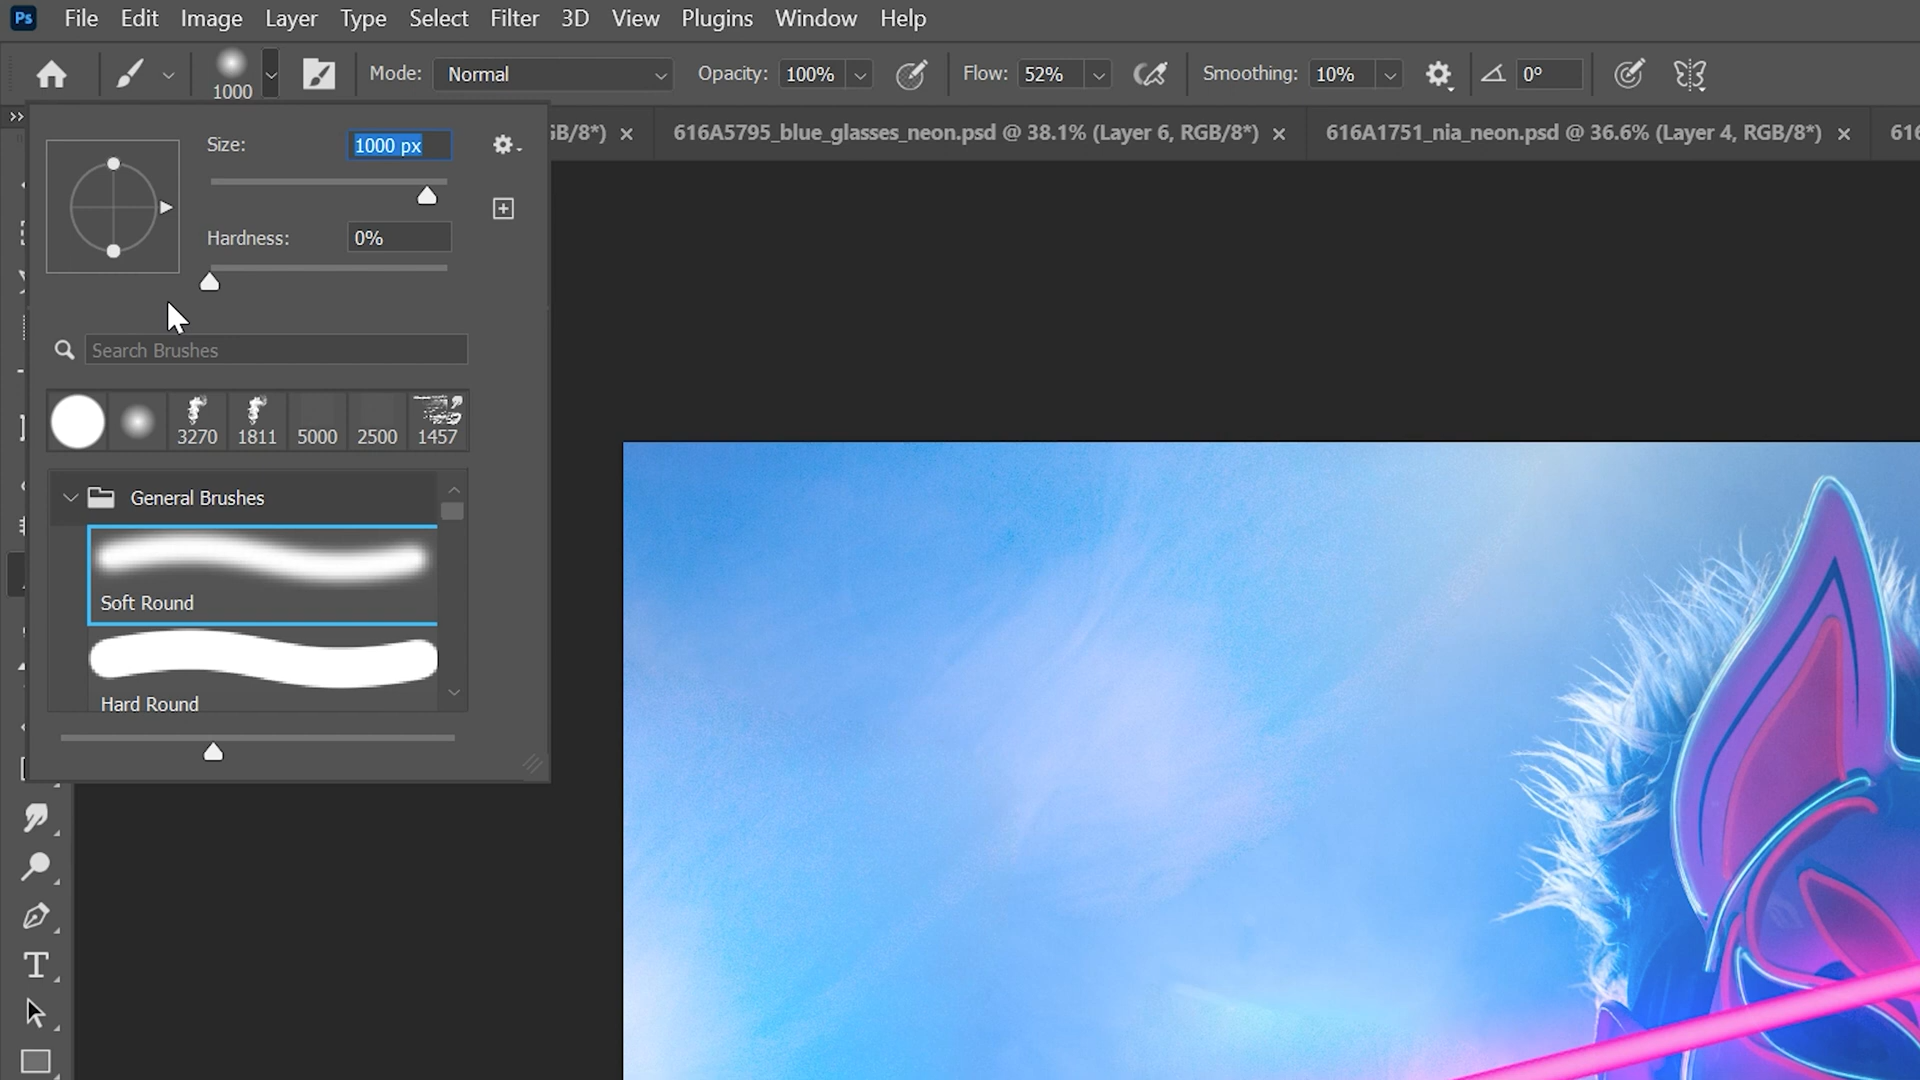 Ps File Edit Image Layer Type Select Filter 3D View Plugins Window Help
1000 Mode: Normal Opacity: 100% Flow: 52% Smoothing: 10% 0°
GB/8*) × 616A5795_blue_glasses_neon.psd @ 38.1% (Layer 6, RGB/8*) × 616A1751_nia_neon.psd @ 36.6% (Layer 4, RGB/8*) × 616
Size: 1000 px
Hardness: 0%
Search Brushes
3270 1811 5000 2500 1457
General Brushes
Soft Round
Hard Round